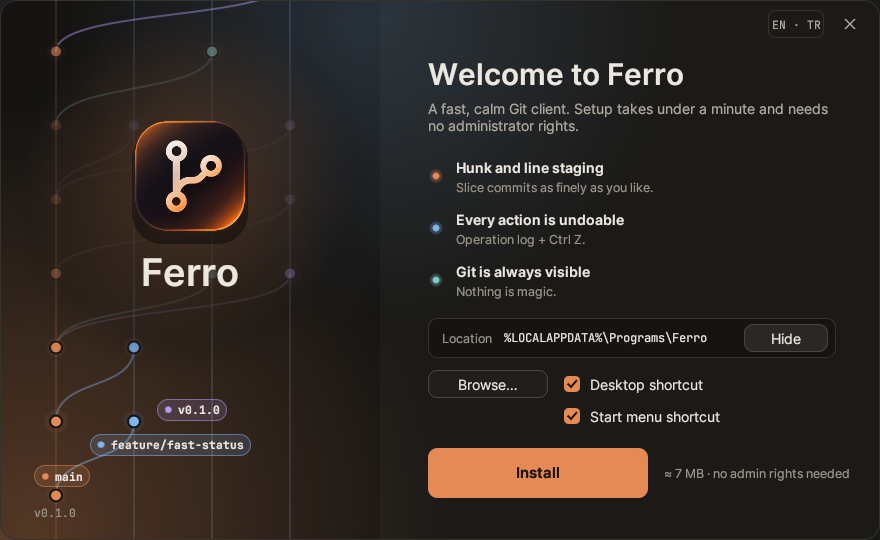 EN · TR
Welcome to Ferro
A fast, calm Git client. Setup takes under a minute and needs
no administrator rights.
Hunk and line staging
Slice commits as finely as you like.
Every action is undoable
Operation log + Ctrl Z.
Git is always visible
Nothing is magic.
Location %LOCALAPPDATA%\Programs\Ferro Hide
Browse... Desktop shortcut
Start menu shortcut
Install ≈ 7 MB · no admin rights needed
Ferro
v0.1.0
feature/fast-status
main
v0.1.0